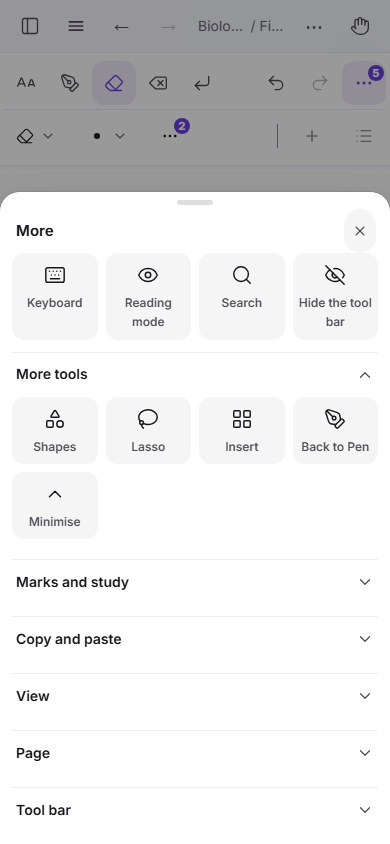 Biolo... / Fi...
AA
5
2
More
Keyboard
Reading
mode
Search
Hide the tool
bar
More tools
Shapes
Lasso
Insert
Back to Pen
Minimise
Marks and study
Copy and paste
View
Page
Tool bar